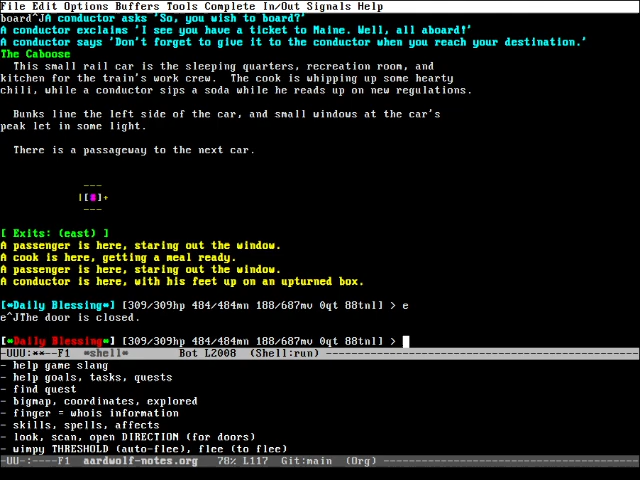 File Edit Options Buffers Tools Complete In/Out Signals Help
board^JA conductor asks 'So, you wish to board?'
A conductor exclaims 'I see you have a ticket to Maine. Well, all aboard!'
A conductor says 'Don't forget to give it to the conductor when you reach your destination.'
The Caboose
This small rail car is the sleeping quarters, recreation room, and
kitchen for the train's work crew.  The cook is whipping up some hearty
chili, while a conductor sips a soda while he reads up on new regulations.
Bunks line the left side of the car, and small windows at the car's
peak let in some light.
There is a passageway to the next car.
---
|[■]+
---
[ Exits: (east) ]
A passenger is here, staring out the window.
A cook is here, getting a meal ready.
A passenger is here, staring out the window.
A conductor is here, with his feet up on an upturned box.
[*Daily Blessing*] [309/309hp 484/484mn 188/687mv 0qt 88tnl] > e
e^JThe door is closed.
[*Daily Blessing*] [309/309hp 484/484mn 188/687mv 0qt 88tnl] >
-UUU:**--F1  *shell*        Bot L2008  (Shell:run)
- help game slang
- help goals, tasks, quests
- find quest
- bigmap, coordinates, explored
- finger = whois information
- skills, spells, affects
- look, scan, open DIRECTION (for doors)
- wimpy THRESHOLD (auto-flee), flee (to flee)
-UU-:----F1  aardwolf-notes.org   78% L117  Git:main  (Org)